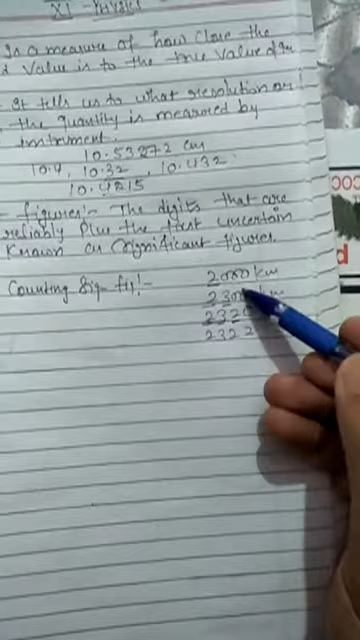 XI - PHYSICS
Is a measure of how close the
d value is to the true value of
It tells us to what resolution or
the quantity is measured by
instrument.
10.53272 cm
10.4, 10.32, 10.432
10.4215
- figures:- The digits that are
reliably plus the first uncertain
Known as significant figures.
Counting Sig- fig!-
2000 km
2300 km
232
2322